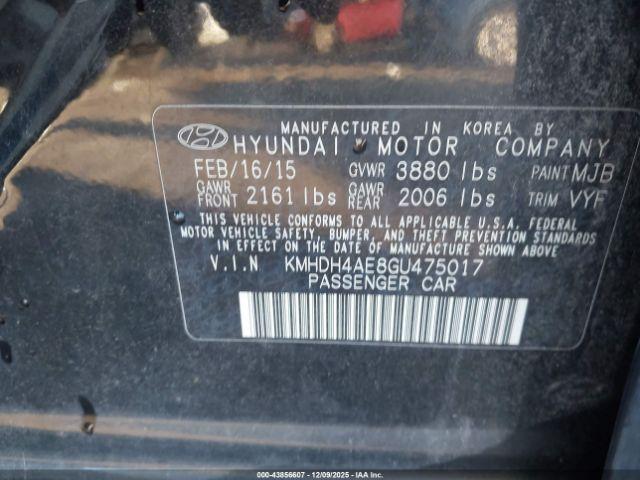 MANUFACTURED IN KOREA BY
HYUNDAI MOTOR COMPANY
FEB/16/15 GVWR 3880 lbs PAINT MJB
GAWR FRONT 2161 lbs GAWR REAR 2006 lbs TRIM VYF
THIS VEHICLE CONFORMS TO ALL APPLICABLE U.S.A. FEDERAL
MOTOR VEHICLE SAFETY, BUMPER, AND THEFT PREVENTION STANDARDS
IN EFFECT ON THE DATE OF MANUFACTURE SHOWN ABOVE
V.I.N KMHDH4AE8GU475017
PASSENGER CAR
000-43856607 - 12/09/2025 - IAAI.COM